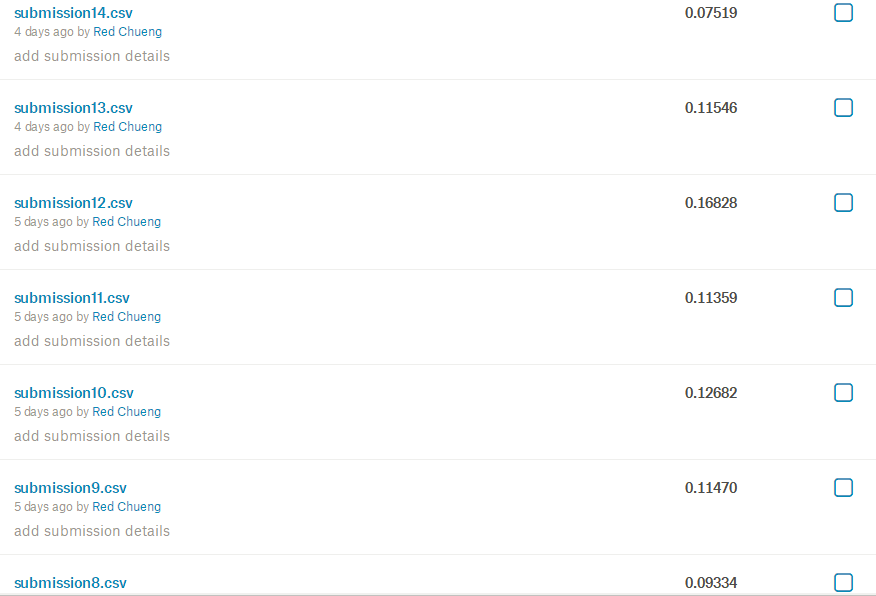 submission14.csv 0.07519
4 days ago by Red Chueng
add submission details
submission13.csv 0.11546
4 days ago by Red Chueng
add submission details
submission12.csv 0.16828
5 days ago by Red Chueng
add submission details
submission11.csv 0.11359
5 days ago by Red Chueng
add submission details
submission10.csv 0.12682
5 days ago by Red Chueng
add submission details
submission9.csv 0.11470
5 days ago by Red Chueng
add submission details
submission8.csv 0.09334